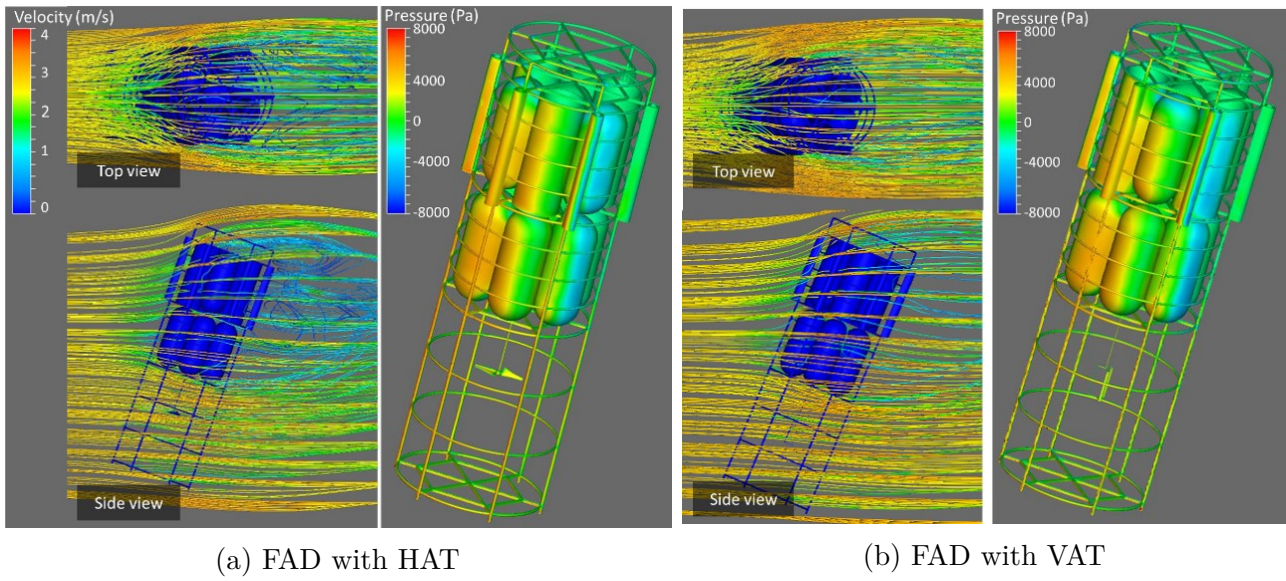 Velocity (m/s)
4
3
2
1
0
Top view
Side view
Pressure (Pa)
8000
4000
0
-4000
-8000
Top view
Side view
Pressure (Pa)
8000
4000
0
-4000
-8000
(a) FAD with HAT
(b) FAD with VAT